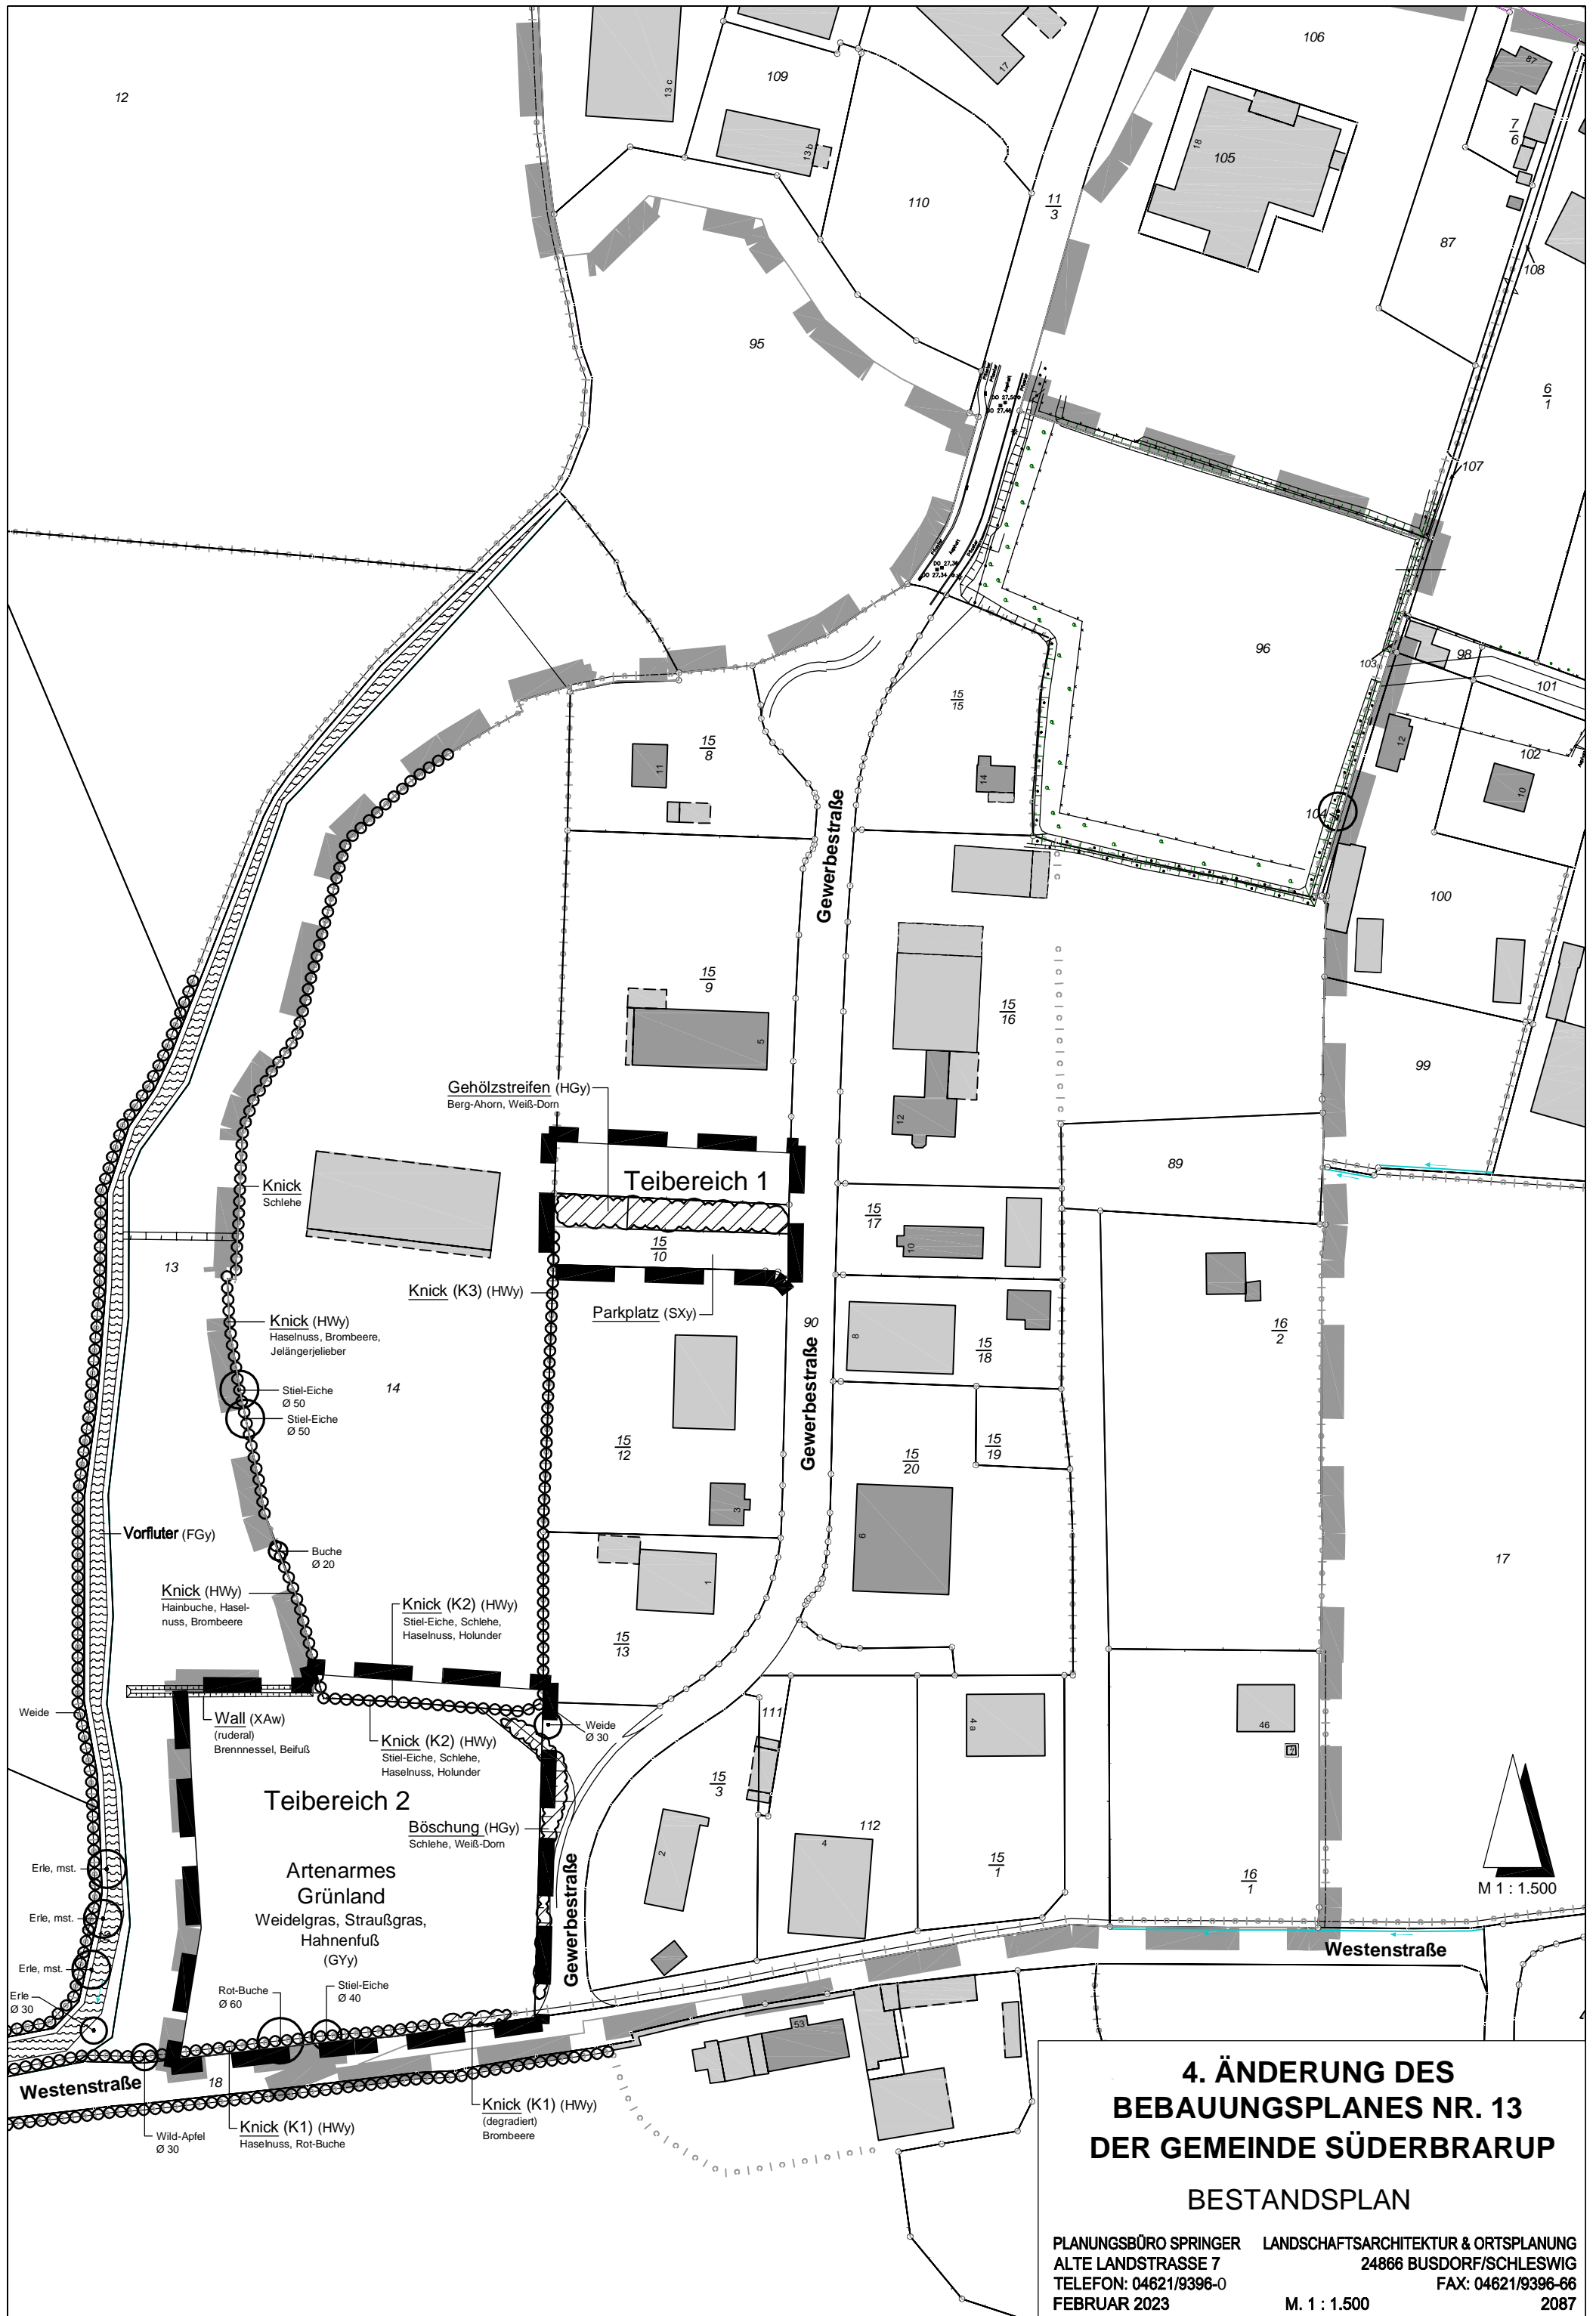 12
109
13 c
13 b
110
17
11
3
106
18
105
87
7
6
87
108
6
1
107
95
Asphalt
DO 27,50
DO 27,46
Asphalt
DO 27,34
96
103
98
101
102
12
10
104
100
99
15
8
11
15
15
14
Gewerbestraße
15
9
5
15
16
12
89
Gehölzstreifen (HGy)
Berg-Ahorn, Weiß-Dorn
Teibereich 1
15
10
15
17
10
Knick
Schlehe
13
Knick (K3) (HWy)
Parkplatz (SXy)
Knick (HWy)
Haselnuss, Brombeere,
Jelängerjelieber
90
Gewerbestraße
8
15
18
16
2
Stiel-Eiche
Ø 50
Stiel-Eiche
Ø 50
14
15
12
3
15
20
15
19
6
17
Vorfluter (FGy)
Buche
Ø 20
Knick (HWy)
Hainbuche, Hasel-
nuss, Brombeere
Knick (K2) (HWy)
Stiel-Eiche, Schlehe,
Haselnuss, Holunder
1
15
13
Weide
Wall (XAw)
(ruderal)
Brennnessel, Beifuß
Knick (K2) (HWy)
Stiel-Eiche, Schlehe,
Haselnuss, Holunder
Weide
Ø 30
111
4 a
46
15
3
Teibereich 2
Böschung (HGy)
Schlehe, Weiß-Dorn
2
4
112
15
1
16
1
M 1 : 1.500
Erle, mst.
Artenarmes
Grünland
Weidelgras, Straußgras,
Hahnenfuß
(GYy)
Erle, mst.
Gewerbestraße
Westenstraße
Erle, mst.
Erle
Ø 30
Rot-Buche
Ø 60
Stiel-Eiche
Ø 40
53
Westenstraße
18
Wild-Apfel
Ø 30
Knick (K1) (HWy)
Haselnuss, Rot-Buche
Knick (K1) (HWy)
(degradiert)
Brombeere
4. ÄNDERUNG DES
BEBAUUNGSPLANES NR. 13
DER GEMEINDE SÜDERBRARUP
BESTANDSPLAN
PLANUNGSBÜRO SPRINGER LANDSCHAFTSARCHITEKTUR & ORTSPLANUNG
ALTE LANDSTRASSE 7 24866 BUSDORF/SCHLESWIG
TELEFON: 04621/9396-0 FAX: 04621/9396-66
FEBRUAR 2023 M. 1 : 1.500 2087